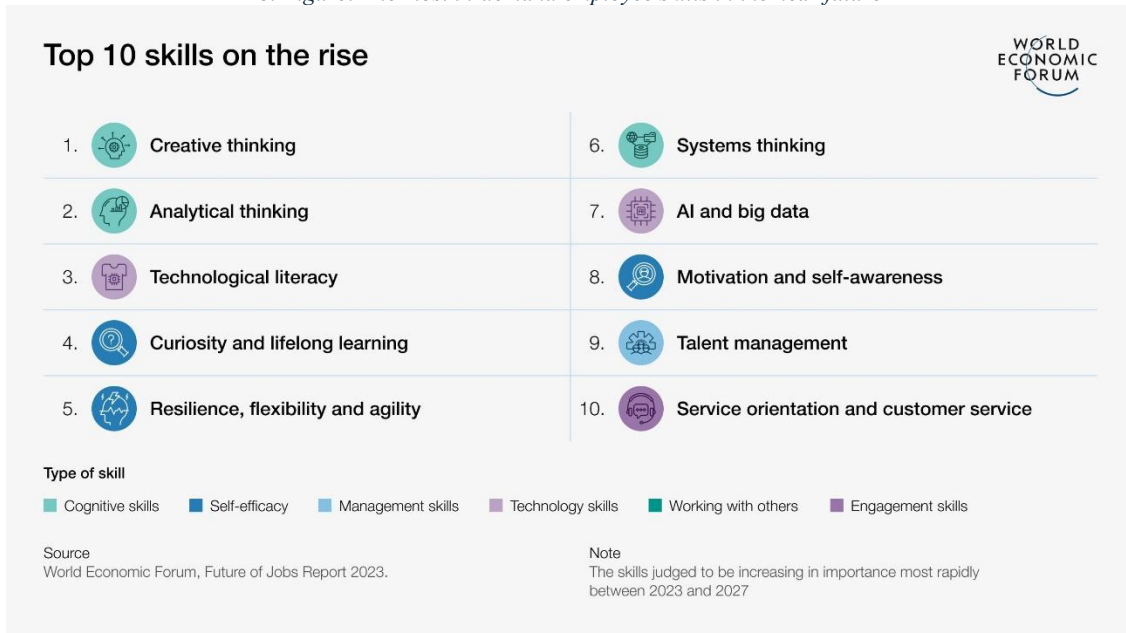 Top 10 skills on the rise
WORLD
ECONOMIC
FORUM
1. Creative thinking
2. Analytical thinking
3. Technological literacy
4. Curiosity and lifelong learning
5. Resilience, flexibility and agility
6. Systems thinking
7. AI and big data
8. Motivation and self-awareness
9. Talent management
10. Service orientation and customer service
Type of skill
Cognitive skills
Self-efficacy
Management skills
Technology skills
Working with others
Engagement skills
Source
World Economic Forum, Future of Jobs Report 2023.
Note
The skills judged to be increasing in importance most rapidly
between 2023 and 2027